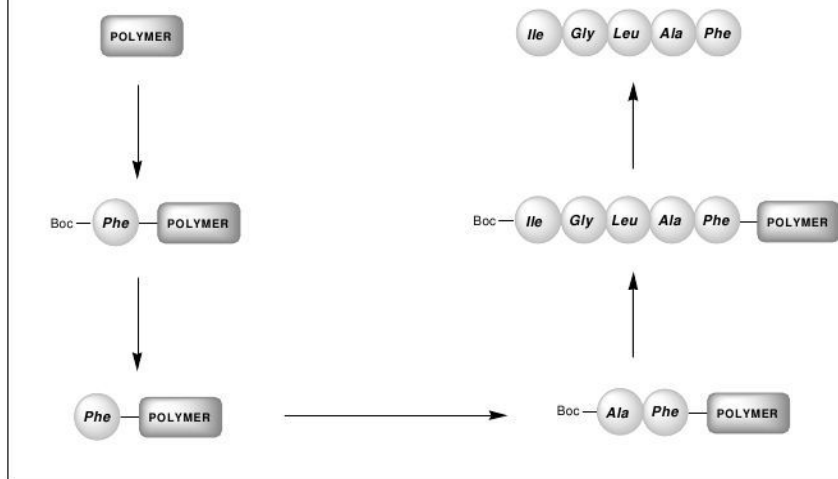 POLYMER
Ile Gly Leu Ala Phe
Boc Phe POLYMER
Boc Ile Gly Leu Ala Phe POLYMER
Phe POLYMER
Boc Ala Phe POLYMER